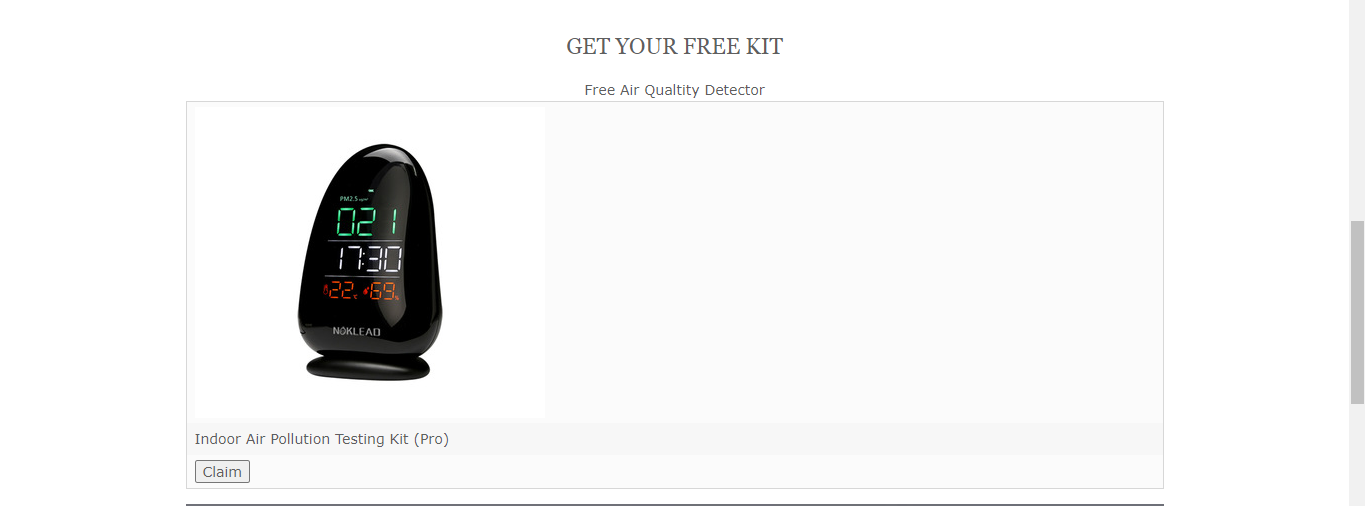 GET YOUR FREE KIT
Free Air Qualtity Detector
PM2.5
021
17:30
22 °C 69%
NOKLEAD
Indoor Air Pollution Testing Kit (Pro)
Claim